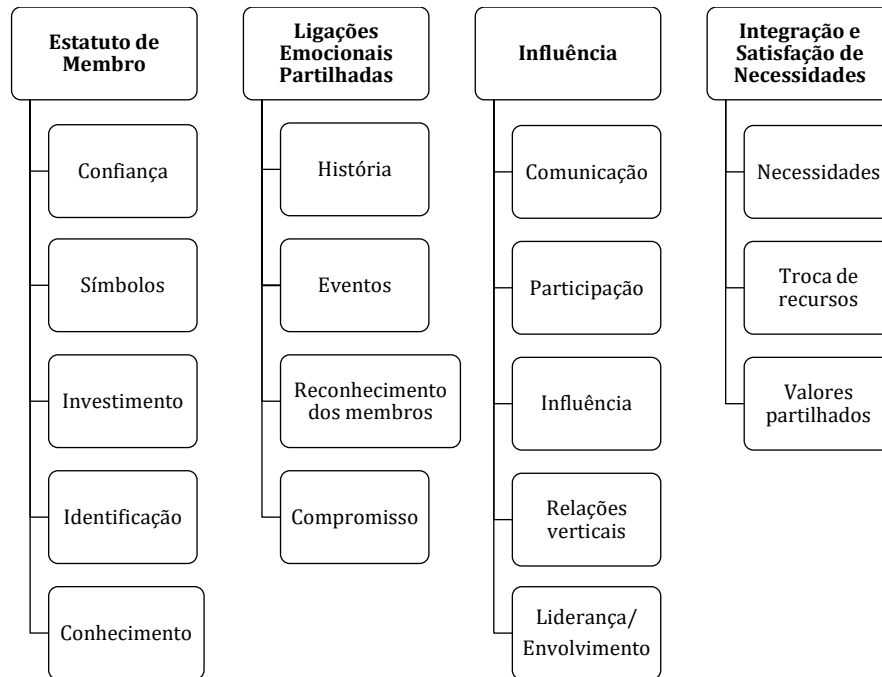 Estatuto de
Membro
Confiança
Símbolos
Investimento
Identificação
Conhecimento
Ligações
Emocionais
Partilhadas
História
Eventos
Reconhecimento
dos membros
Compromisso
Influência
Comunicação
Participação
Influência
Relações
verticais
Liderança/
Envolvimento
Integração e
Satisfação de
Necessidades
Necessidades
Troca de
recursos
Valores
partilhados